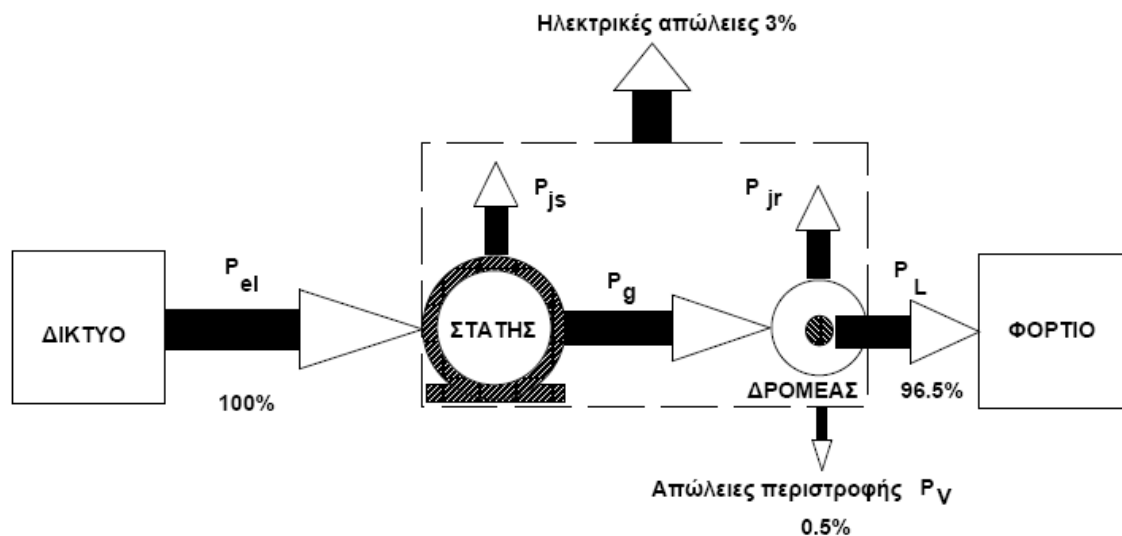 Ηλεκτρικές απώλειες 3%
P js
P jr
P el
P g
P L
ΔΙΚΤΥΟ
ΣΤΑΤΗΣ
ΦΟΡΤΙΟ
100%
ΔΡΟΜΕΑΣ
96.5%
Απώλειες περιστροφής P V
0.5%